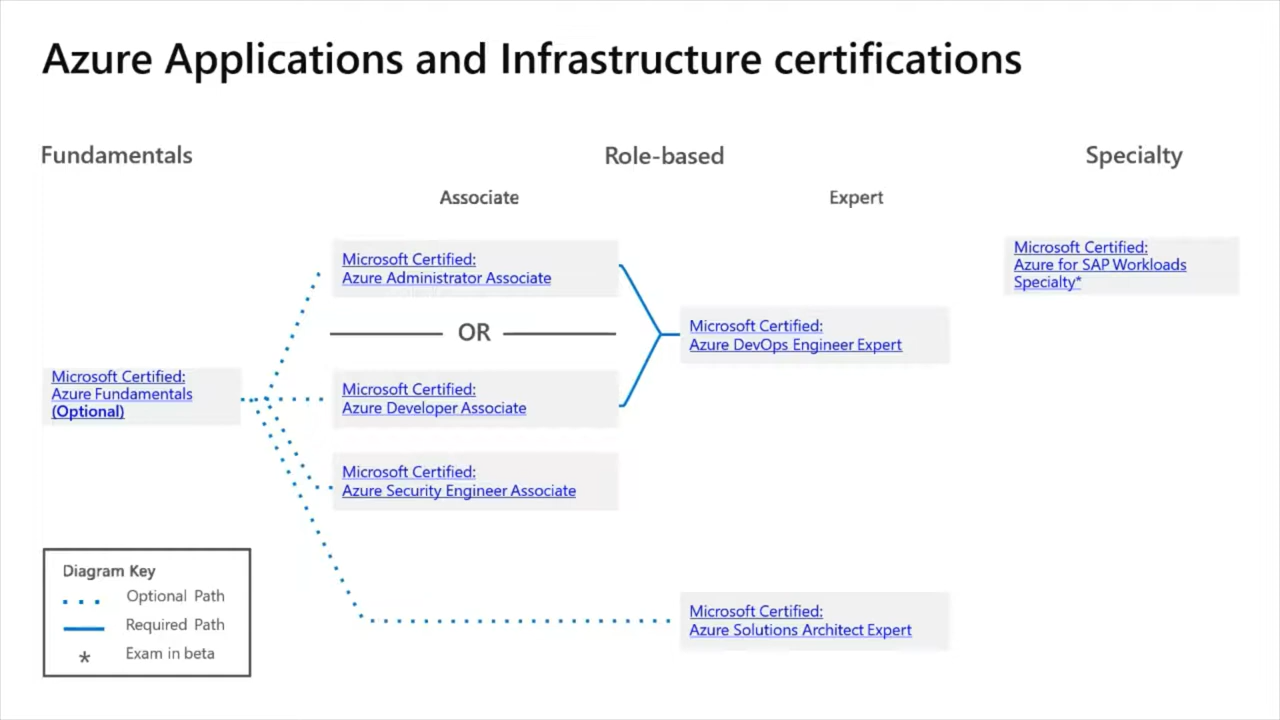 Azure Applications and Infrastructure certifications
Fundamentals
Role-based
Specialty
Associate
Expert
Microsoft Certified:
Azure Administrator Associate
OR
Microsoft Certified:
Azure Developer Associate
Microsoft Certified:
Azure Security Engineer Associate
Microsoft Certified:
Azure Fundamentals
(Optional)
Microsoft Certified:
Azure DevOps Engineer Expert
Microsoft Certified:
Azure Solutions Architect Expert
Microsoft Certified:
Azure for SAP Workloads
Specialty*
Diagram Key
Optional Path
Required Path
* Exam in beta